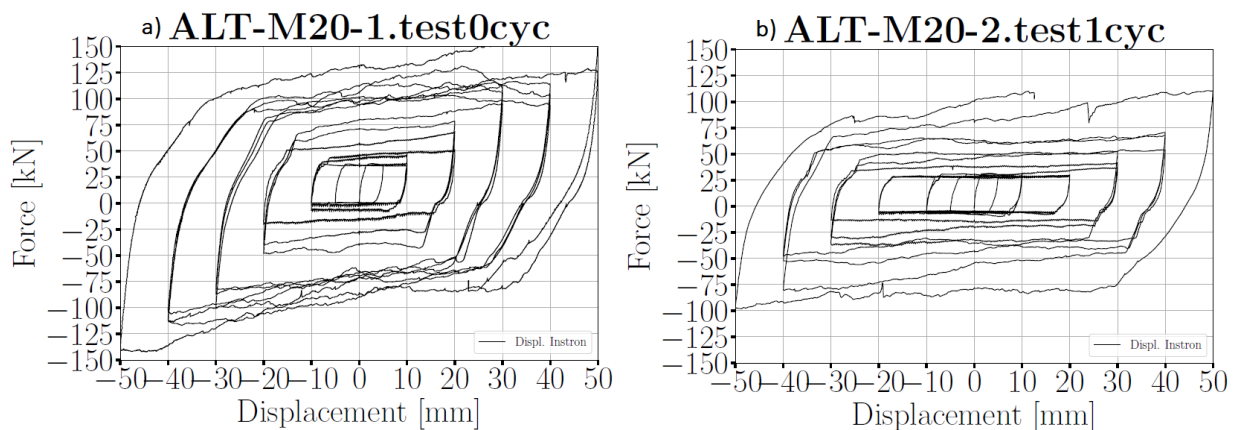 a) ALT-M20-1.test0cyc
150
125
100
75
50
25
0
−25
−50
−75
−100
−125
−150
Force [kN]
Displ. Instron
−50 −40 −30 −20 −10 0 10 20 30 40 50
Displacement [mm]
b) ALT-M20-2.test1cyc
150
125
100
75
50
25
0
−25
−50
−75
−100
−125
−150
Force [kN]
Displ. Instron
−50 −40 −30 −20 −10 0 10 20 30 40 50
Displacement [mm]